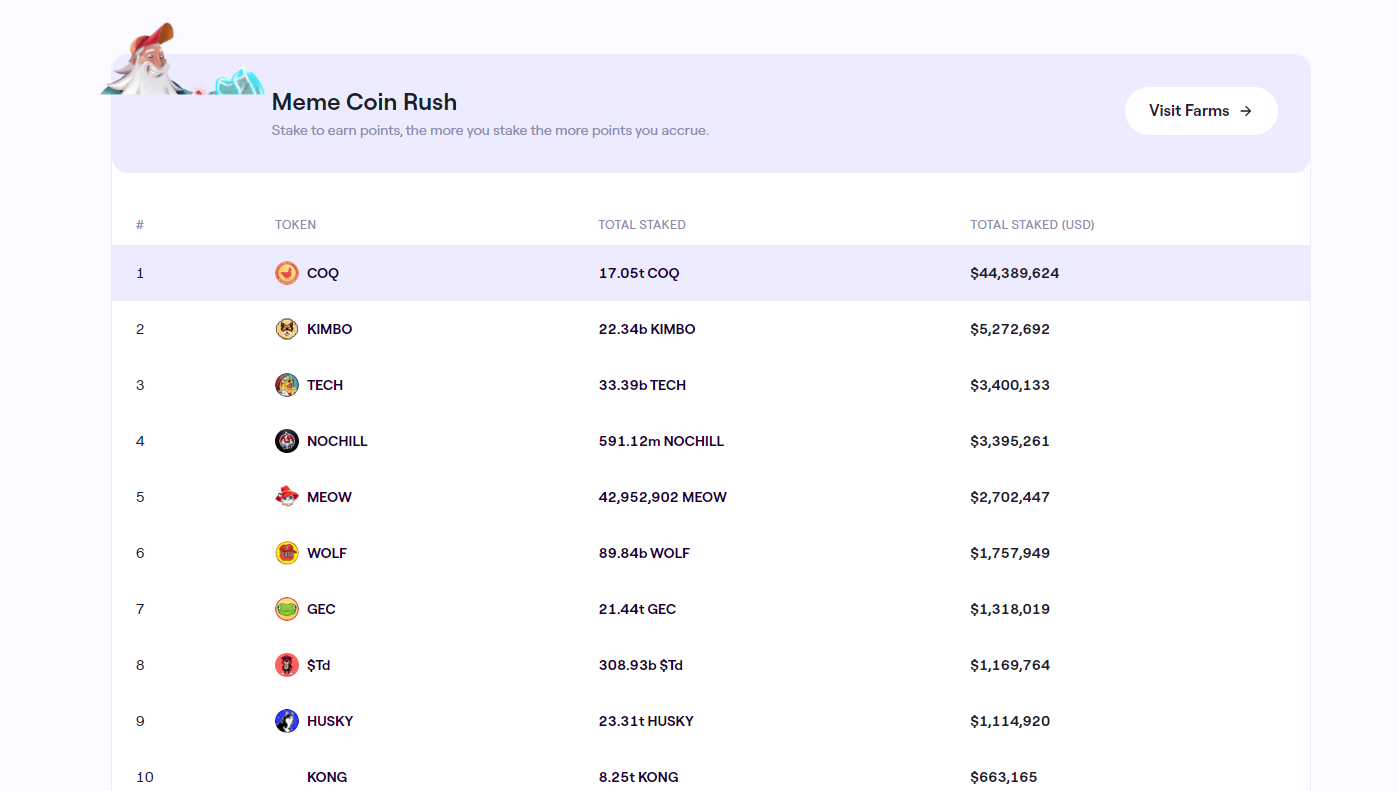 Meme Coin Rush
Stake to earn points, the more you stake the more points you accrue.
Visit Farms →
# TOKEN TOTAL STAKED TOTAL STAKED (USD)
1 COQ 17.05t COQ $44,389,624
2 KIMBO 22.34b KIMBO $5,272,692
3 TECH 33.39b TECH $3,400,133
4 NOCHILL 591.12m NOCHILL $3,395,261
5 MEOW 42,952,902 MEOW $2,702,447
6 WOLF 89.84b WOLF $1,757,949
7 GEC 21.44t GEC $1,318,019
8 $Td 308.93b $Td $1,169,764
9 HUSKY 23.31t HUSKY $1,114,920
10 KONG 8.25t KONG $663,165